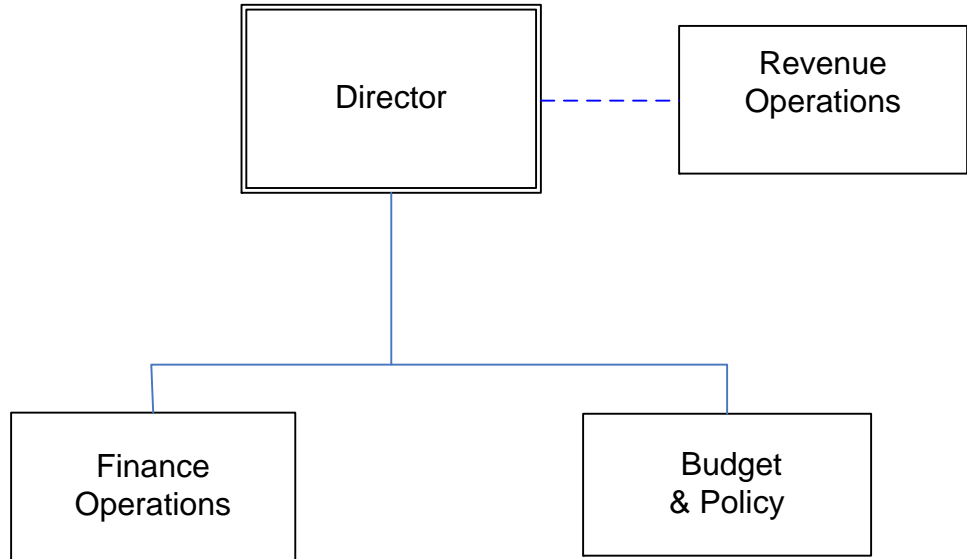 Director
Revenue
Operations
Finance
Operations
Budget
& Policy